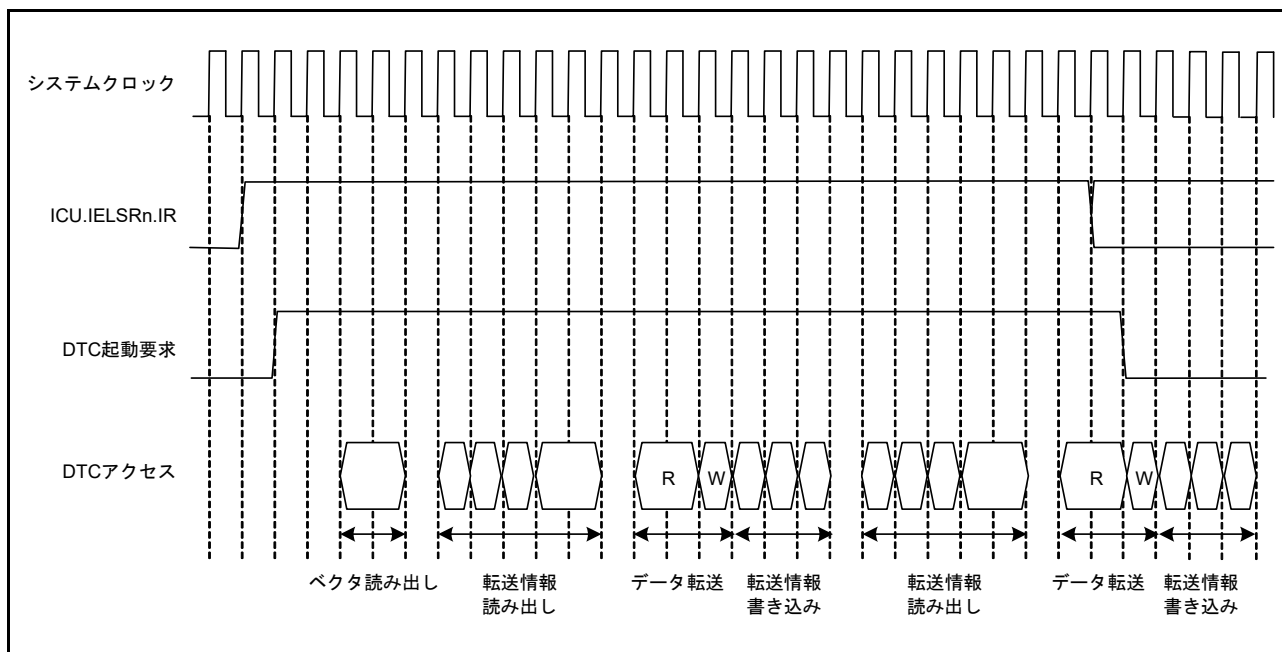 システムクロック
ICU.IELSRn.IR
DTC起動要求
DTCアクセス
R
W
R
W
ベクタ読み出し
転送情報
読み出し
データ転送
転送情報
書き込み
転送情報
読み出し
データ転送
転送情報
書き込み